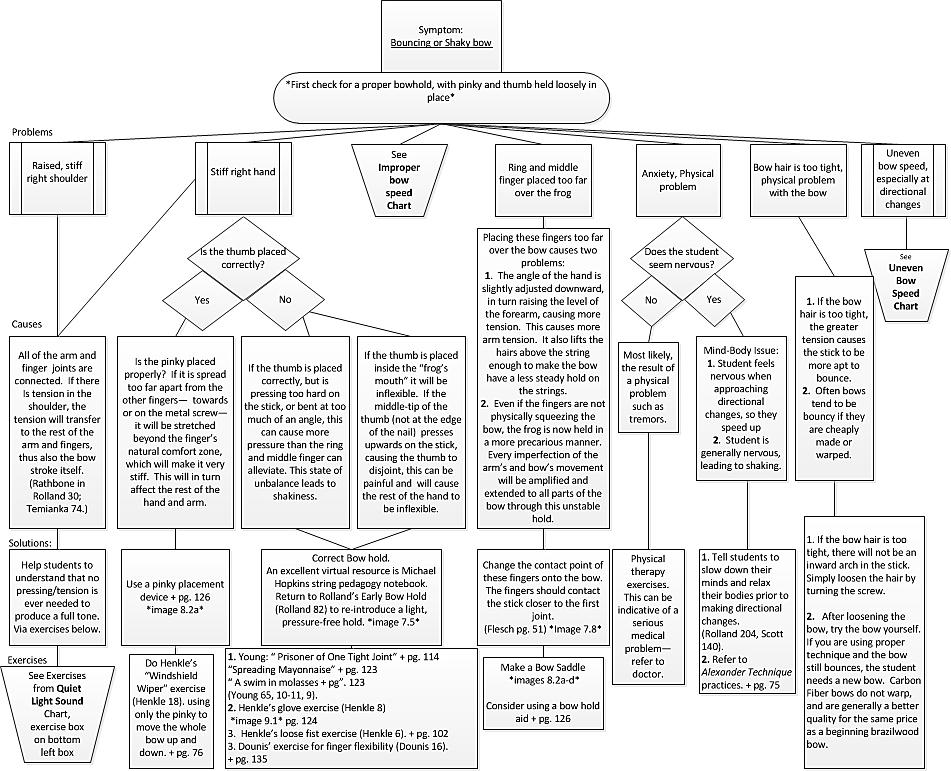 Symptom:
Bouncing or Shaky bow
*First check for a proper bowhold, with pinky and thumb held loosely in
place*
Problems
Raised, stiff
right shoulder
Stiff right hand
See
Improper
bow
speed
Chart
Ring and middle
finger placed too far
over the frog
Anxiety, Physical
problem
Bow hair is too tight,
physical problem
with the bow
Uneven
bow speed,
especially at
directional
changes
Is the thumb placed
correctly?
Yes
No
Does the student
seem nervous?
No
Yes
See
Uneven
Bow
Speed
Chart
Causes
All of the arm and
finger joints are
connected. If there
Is tension in the
shoulder, the
tension will transfer
to the rest of the
arm and fingers,
thus also the bow
stroke itself.
(Rathbone in
Rolland 30;
Temianka 74.)
Is the pinky placed
properly? If it is spread
too far apart from the
other fingers— towards
or on the metal screw—
it will be stretched
beyond the finger's
natural comfort zone,
which will make it very
stiff. This will in turn
affect the rest of the
hand and arm.
If the thumb is placed
correctly, but is
pressing too hard on
the stick, or bent at too
much of an angle, this
can cause more
pressure than the ring
and middle finger can
alleviate. This state of
unbalance leads to
shakiness.
If the thumb is placed
inside the "frog's
mouth" it will be
inflexible. If the
middle-tip of the
thumb (not at the edge
of the nail) presses
upwards on the stick,
causing the thumb to
disjoint, this can be
painful and will cause
the rest of the hand to
be inflexible.
Placing these fingers too far
over the bow causes two
problems:
1. The angle of the hand is
slightly adjusted downward,
in turn raising the level of
the forearm, causing more
tension. This causes more
arm tension. It also lifts the
hairs above the string
enough to make the bow
have a less steady hold on
the strings.
2. Even if the fingers are not
physically squeezing the
bow, the frog is now held in
a more precarious manner.
Every imperfection of the
arm's and bow's movement
will be amplified and
extended to all parts of the
bow through this unstable
hold.
Most likely,
the result of
a physical
problem
such as
tremors.
Mind-Body Issue:
1. Student feels
nervous when
approaching
directional
changes, so they
speed up
2. Student is
generally nervous,
leading to shaking.
1. If the bow
hair is too tight,
the greater
tension causes
the stick to be
more apt to
bounce.
2. Often bows
tend to be
bouncy if they
are cheaply
made or
warped.
Solutions:
Help students to
understand that no
pressing/tension is
ever needed to
produce a full tone.
Via exercises below.
Use a pinky placement
device + pg. 126
*image 8.2a*
Correct Bow hold.
An excellent virtual resource is Michael
Hopkins string pedagogy notebook.
Return to Rolland's Early Bow Hold
(Rolland 82) to re-introduce a light,
pressure-free hold. *image 7.5*
Change the contact point of
these fingers onto the bow.
The fingers should contact
the stick closer to the first
joint.
(Flesch pg. 51) *Image 7.8*
Physical
therapy
exercises.
This can be
indicative of a
serious
medical
problem—
refer to
doctor.
1. Tell students to
slow down their
minds and relax
their bodies prior to
making directional
changes.
(Rolland 204, Scott
140).
2. Refer to
Alexander Technique
practices. + pg. 75
1. If the bow hair is too
tight, there will not be an
inward arch in the stick.
Simply loosen the hair by
turning the screw.
2. After loosening the
bow, try the bow yourself.
If you are using proper
technique and the bow
still bounces, the student
needs a new bow. Carbon
Fiber bows do not warp,
and are generally a better
quality for the same price
as a beginning brazilwood
bow.
Exercises
See Exercises
from Quiet
Light Sound
Chart,
exercise box
on bottom
left box
Do Henkle's
"Windshield
Wiper" exercise
(Henkle 18). using
only the pinky to
move the whole
bow up and
down. + pg. 76
1. Young: " Prisoner of One Tight Joint" + pg. 114
"Spreading Mayonnaise" + pg. 123
" A swim in molasses + pg". 123
(Young 65, 10-11, 9).
2. Henkle's glove exercise (Henkle 8)
*image 9.1* pg. 124
3. Henkle's loose fist exercise (Henkle 6). + pg. 102
3. Dounis' exercise for finger flexibility (Dounis 16).
+ pg. 135
Make a Bow Saddle
*images 8.2a-d*
Consider using a bow hold
aid + pg. 126